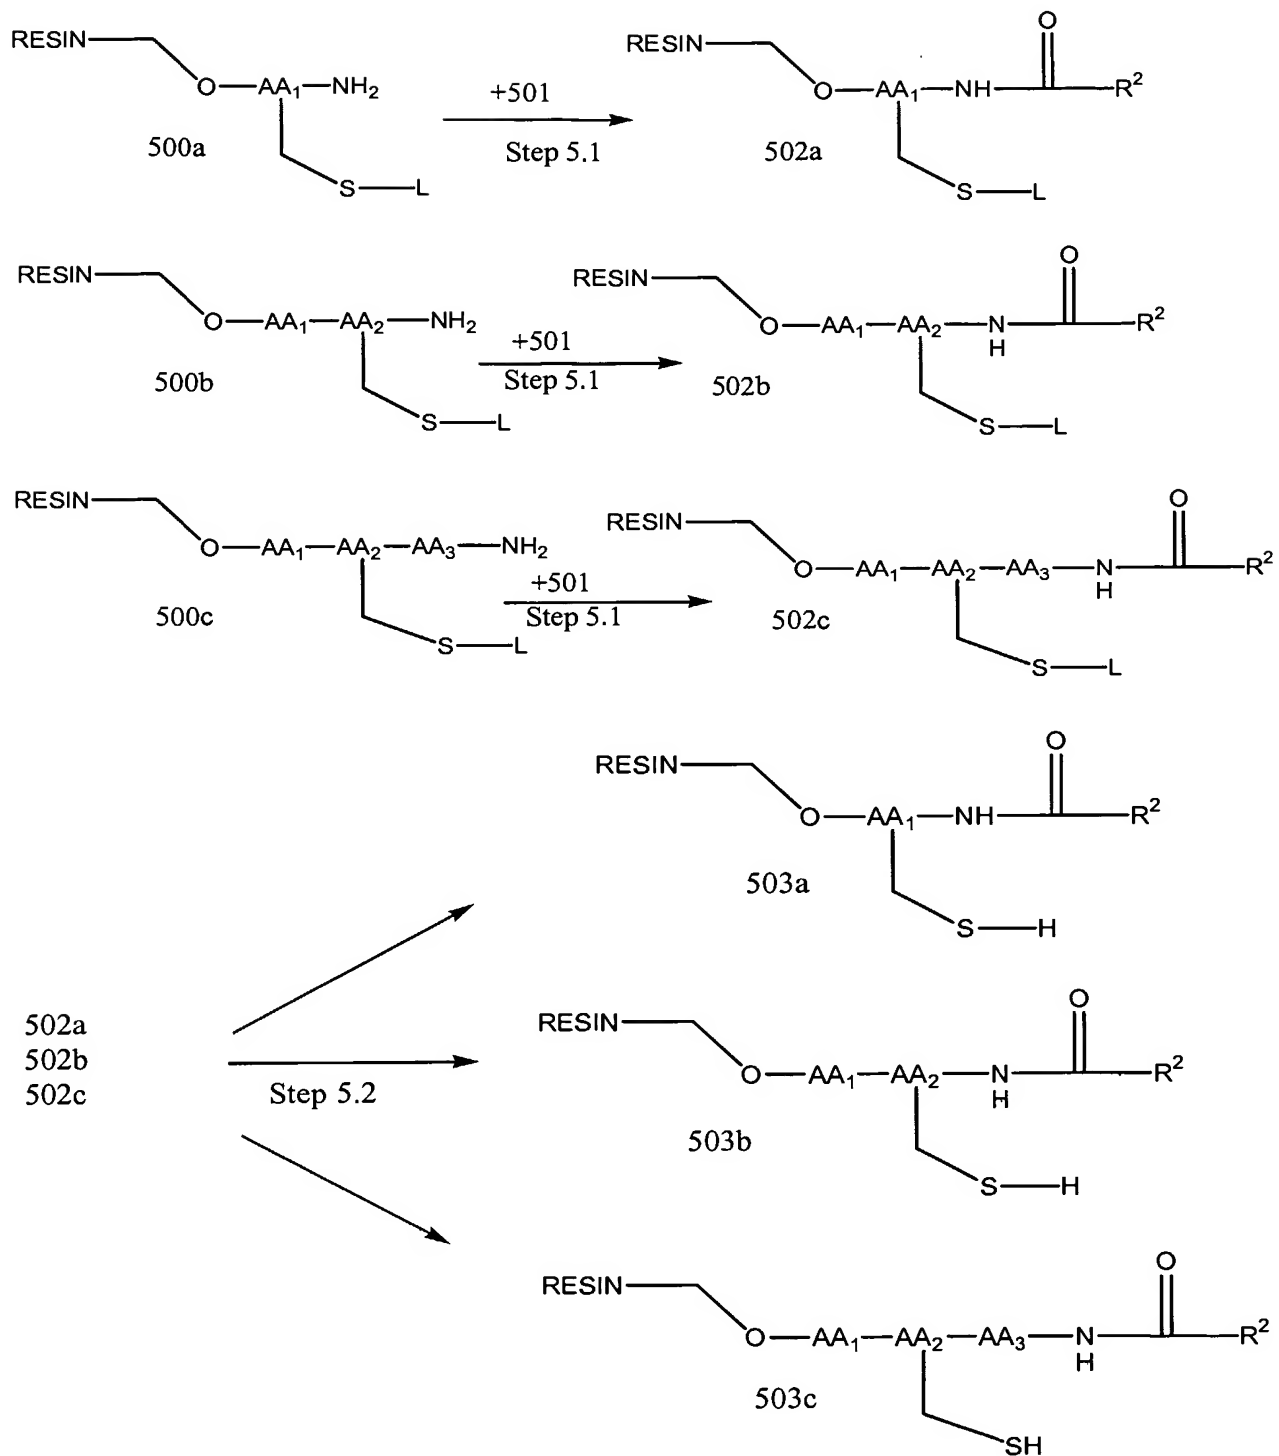 RESIN
O—AA₁—NH₂
S—L
500a
+501
Step 5.1
RESIN
O
O—AA₁—NH
R²
S—L
502a
RESIN
O—AA₁—AA₂—NH₂
S—L
500b
+501
Step 5.1
RESIN
O
O—AA₁—AA₂—N
H
R²
S—L
502b
RESIN
O—AA₁—AA₂—AA₃—NH₂
S—L
500c
+501
Step 5.1
RESIN
O
O—AA₁—AA₂—AA₃—N
H
R²
S—L
502c
RESIN
O
O—AA₁—NH
R²
503a
S—H
502a
502b
502c
Step 5.2
RESIN
O
O—AA₁—AA₂—N
H
R²
503b
S—H
RESIN
O
O—AA₁—AA₂—AA₃—N
H
R²
503c
SH